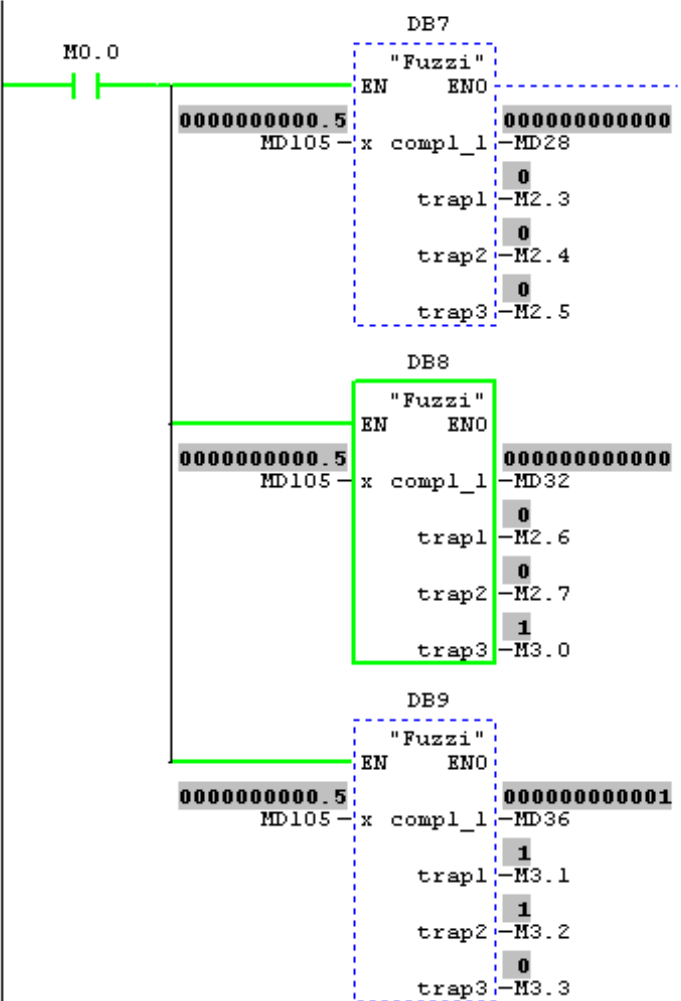 DB7
M0.0
"Fuzzi"
EN ENO
0000000000.5 000000000000
MD105 x compl_1 MD28
0
trap1 M2.3
0
trap2 M2.4
0
trap3 M2.5
DB8
"Fuzzi"
EN ENO
0000000000.5 000000000000
MD105 x compl_1 MD32
0
trap1 M2.6
0
trap2 M2.7
1
trap3 M3.0
DB9
"Fuzzi"
EN ENO
0000000000.5 000000000001
MD105 x compl_1 MD36
1
trap1 M3.1
1
trap2 M3.2
0
trap3 M3.3